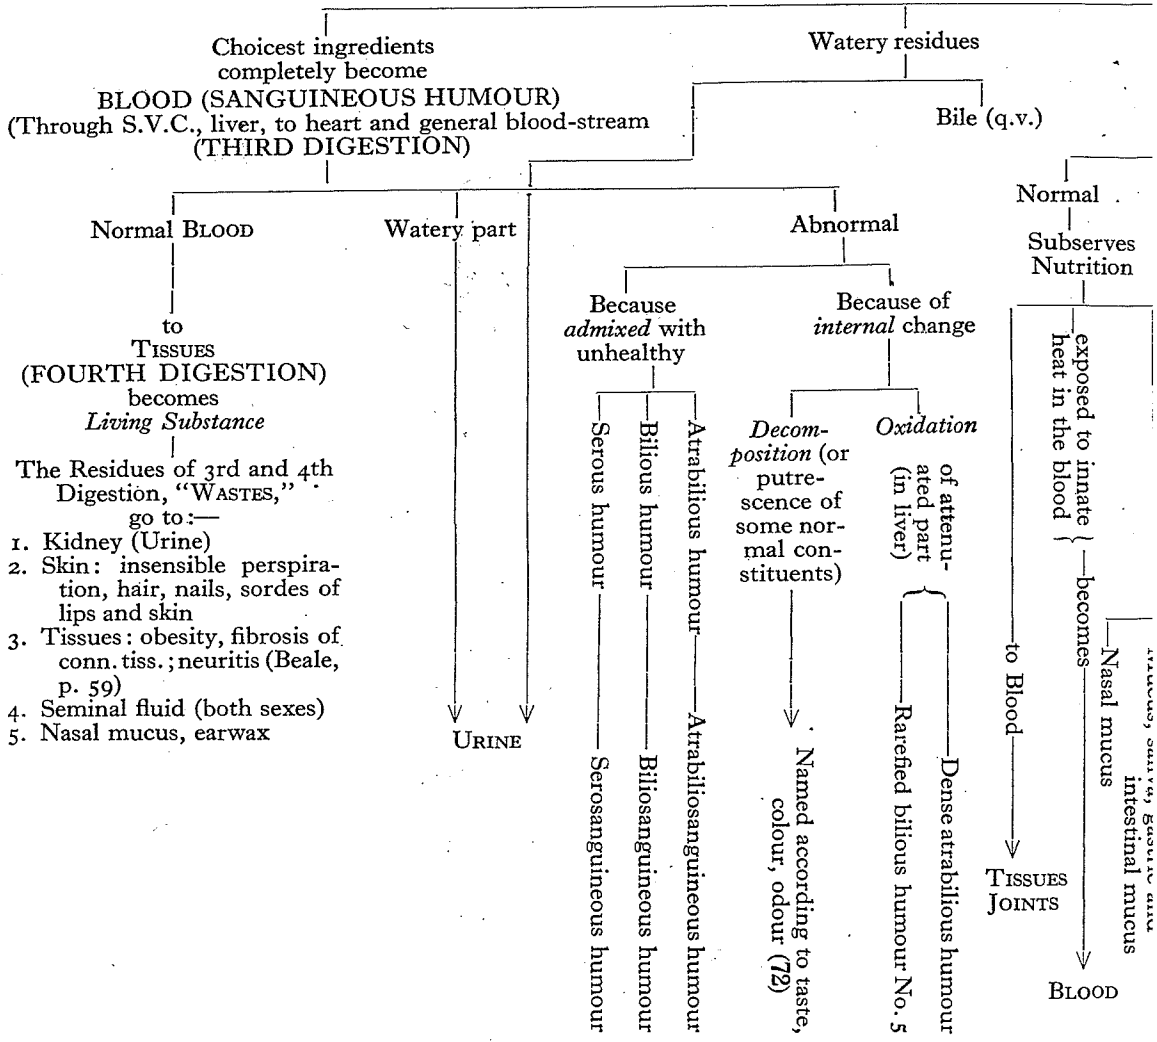 Choicest ingredients
completely become
BLOOD (SANGUINEOUS HUMOUR)
(Through S.V.C., liver, to heart and general blood-stream
(THIRD DIGESTION)
Watery residues
Bile (q.v.)
Normal BLOOD
Watery part
Abnormal
Normal
Subserves
Nutrition
to
TISSUES
(FOURTH DIGESTION)
becomes
Living Substance
The Residues of 3rd and 4th
Digestion, "WASTES,"
go to:—
1. Kidney (Urine)
2. Skin: insensible perspira-
tion, hair, nails, sordes of
lips and skin
3. Tissues: obesity, fibrosis of
conn. tiss.; neuritis (Beale,
p. 59)
4. Seminal fluid (both sexes)
5. Nasal mucus, earwax
URINE
Because
admixed with
unhealthy
Serous humour
Serosanguineous humour
Bilious humour
Biliosanguineous humour
Atrabilious humour
Atrabiliosanguineous humour
Because of
internal change
Decom-
position (or
putre-
scence of
some nor-
mal con-
stituents)
Named according to taste,
colour, odour (72)
Oxidation
of attenu-
ated part
(in liver)
Rarefied bilious humour No. 5
Dense atrabilious humour
to Blood
TISSUES
JOINTS
exposed to innate
heat in the blood
becomes
BLOOD
Nasal mucus
intestinal mucus